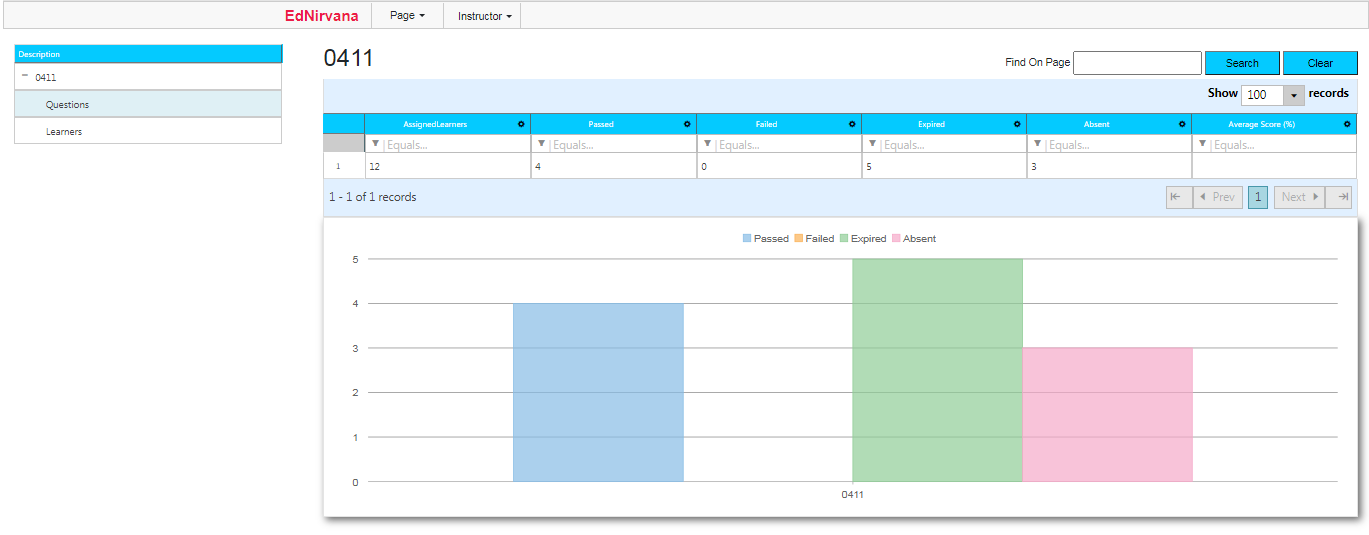 EdNirvana Page Instructor
Description
0411
Questions
Learners
0411
Find On Page Search Clear
Show 100 records
AssignedLearners Passed Failed Expired Absent Average Score (%)
Equals... Equals... Equals... Equals... Equals... Equals...
1 12 4 0 5 3
1 - 1 of 1 records Prev 1 Next
Passed Failed Expired Absent
5
4
3
2
1
0
0411